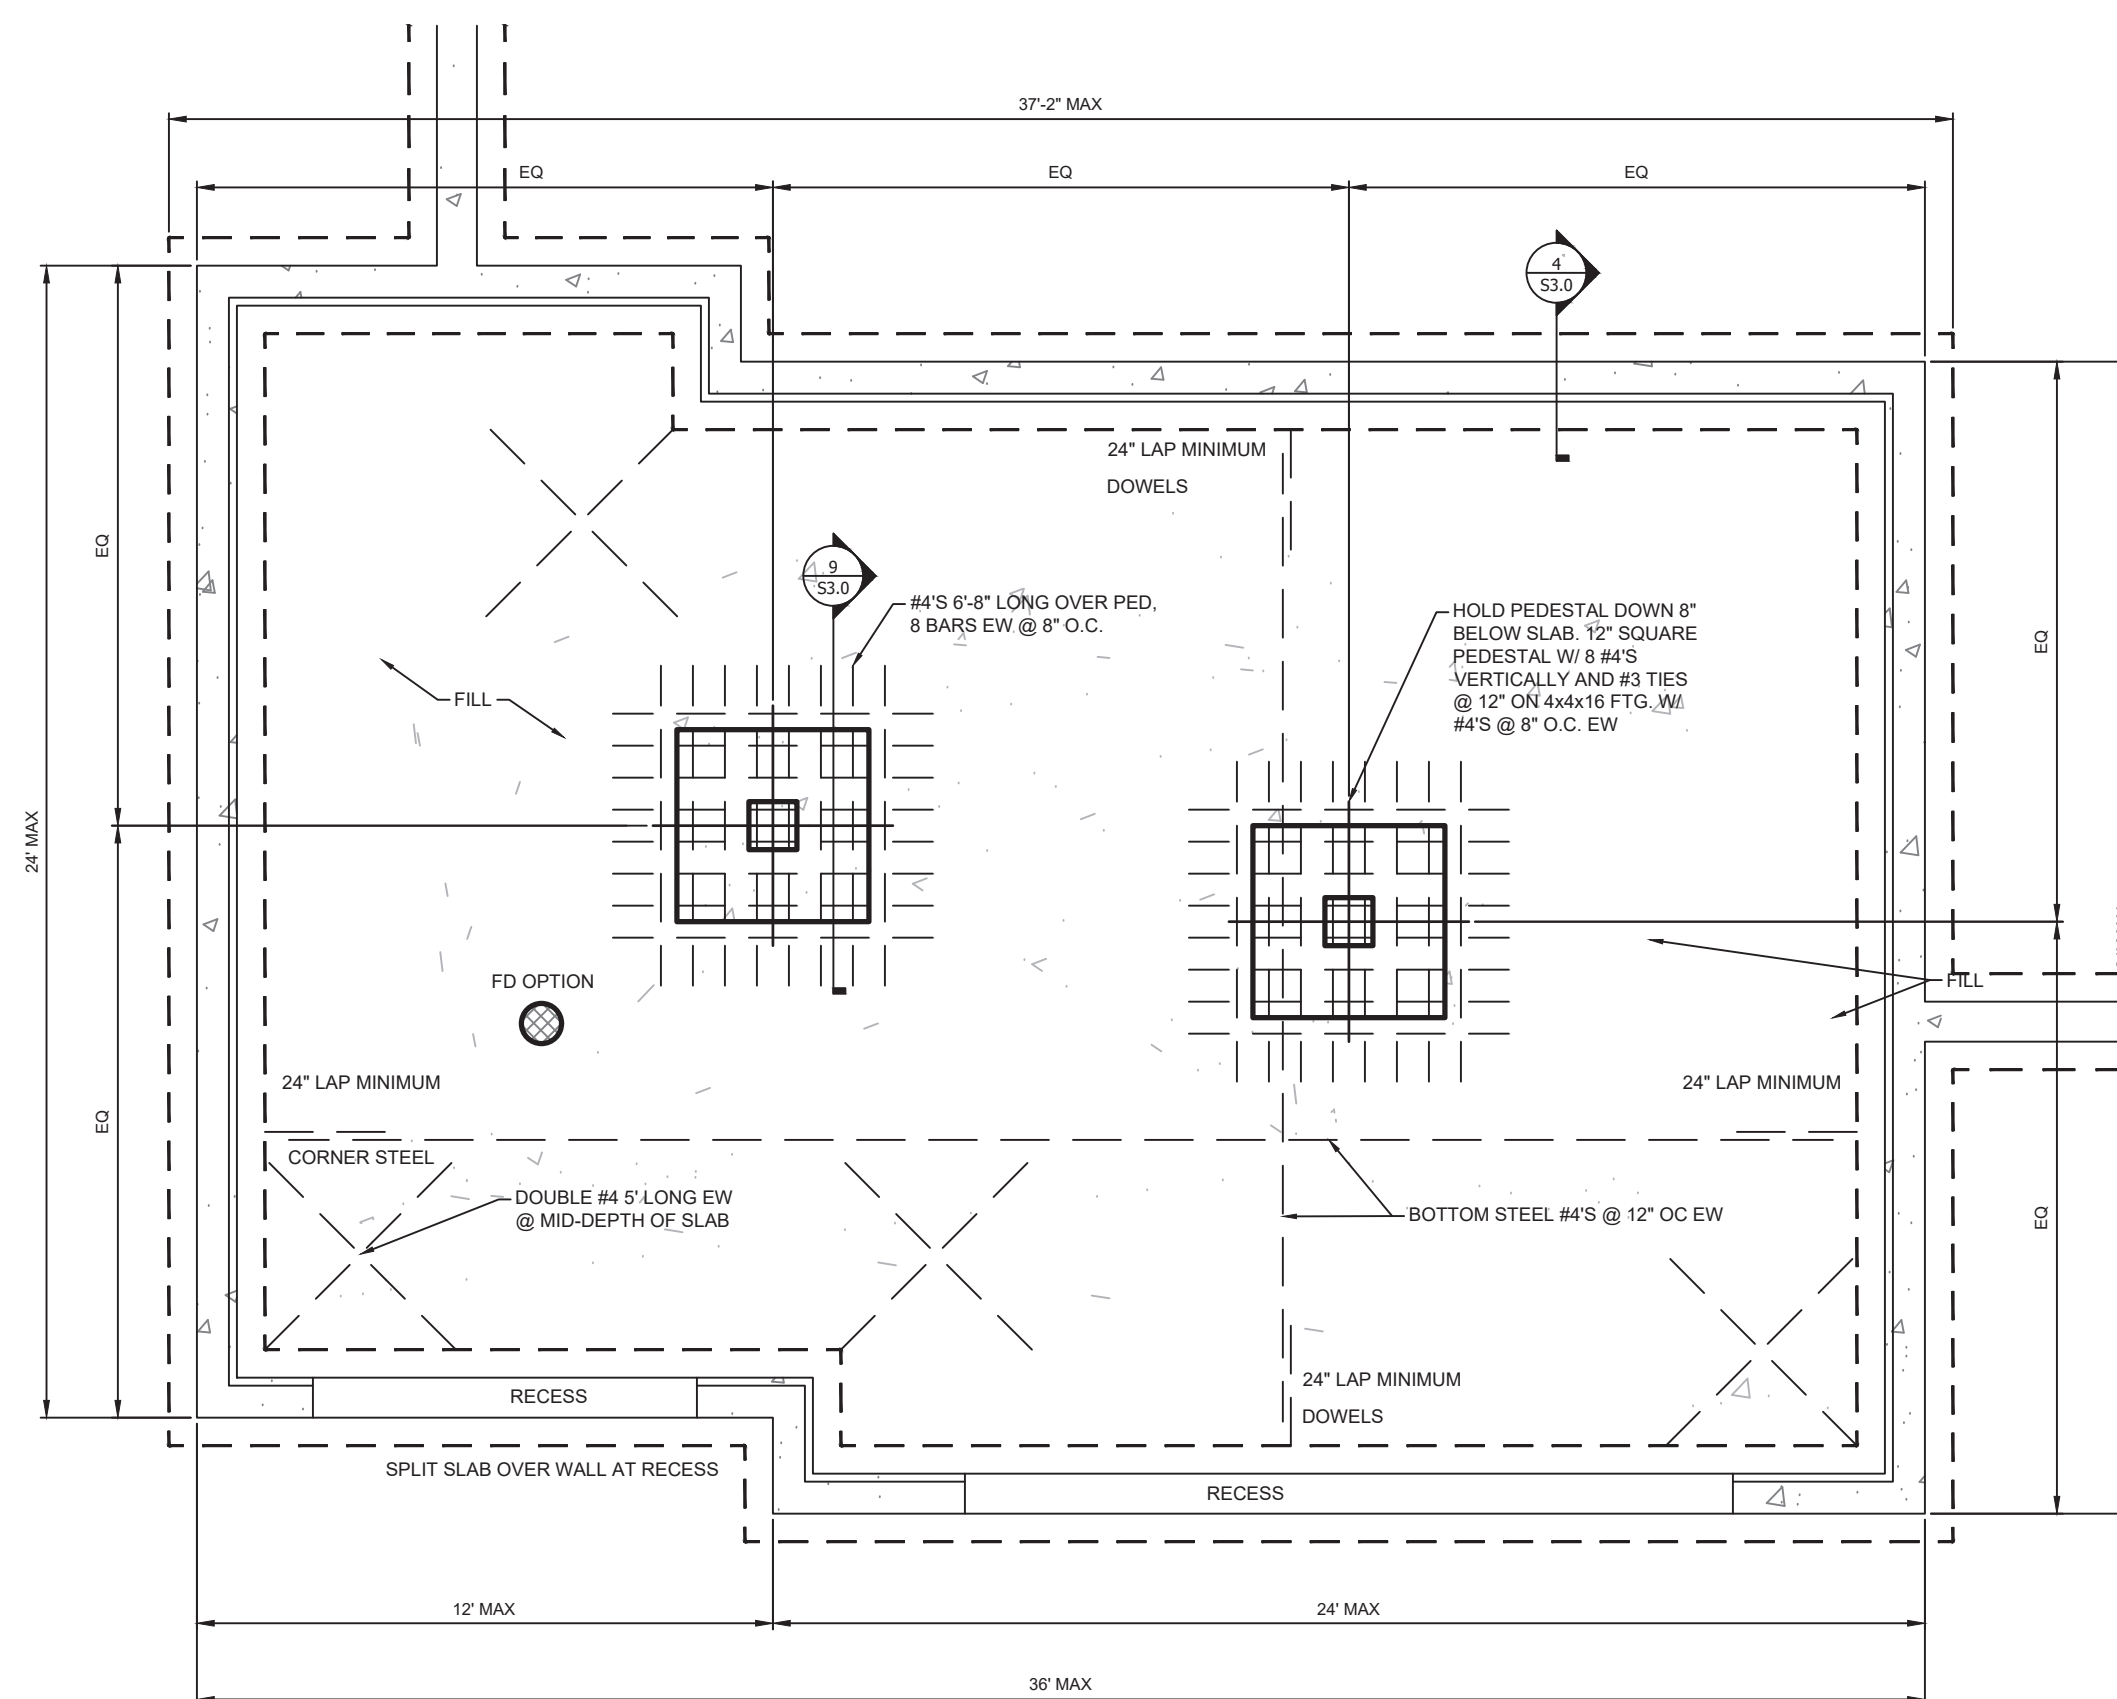 37'-2" MAX
EQ
EQ
EQ
4
S3.0
24" LAP MINIMUM
DOWELS
EQ
9
S3.0
#4'S 6'-8" LONG OVER PED,
8 BARS EW @ 8" O.C.
HOLD PEDESTAL DOWN 8"
BELOW SLAB. 12" SQUARE
PEDESTAL W/ 8 #4'S
VERTICALLY AND #3 TIES
@ 12" ON 4x4x16 FTG. W/
#4'S @ 8" O.C. EW
EQ
FILL
24' MAX
FD OPTION
FILL
24" LAP MINIMUM
24" LAP MINIMUM
EQ
CORNER STEEL
DOUBLE #4 5' LONG EW
@ MID-DEPTH OF SLAB
BOTTOM STEEL #4'S @ 12" OC EW
EQ
24" LAP MINIMUM
DOWELS
RECESS
SPLIT SLAB OVER WALL AT RECESS
RECESS
12' MAX
24' MAX
36' MAX